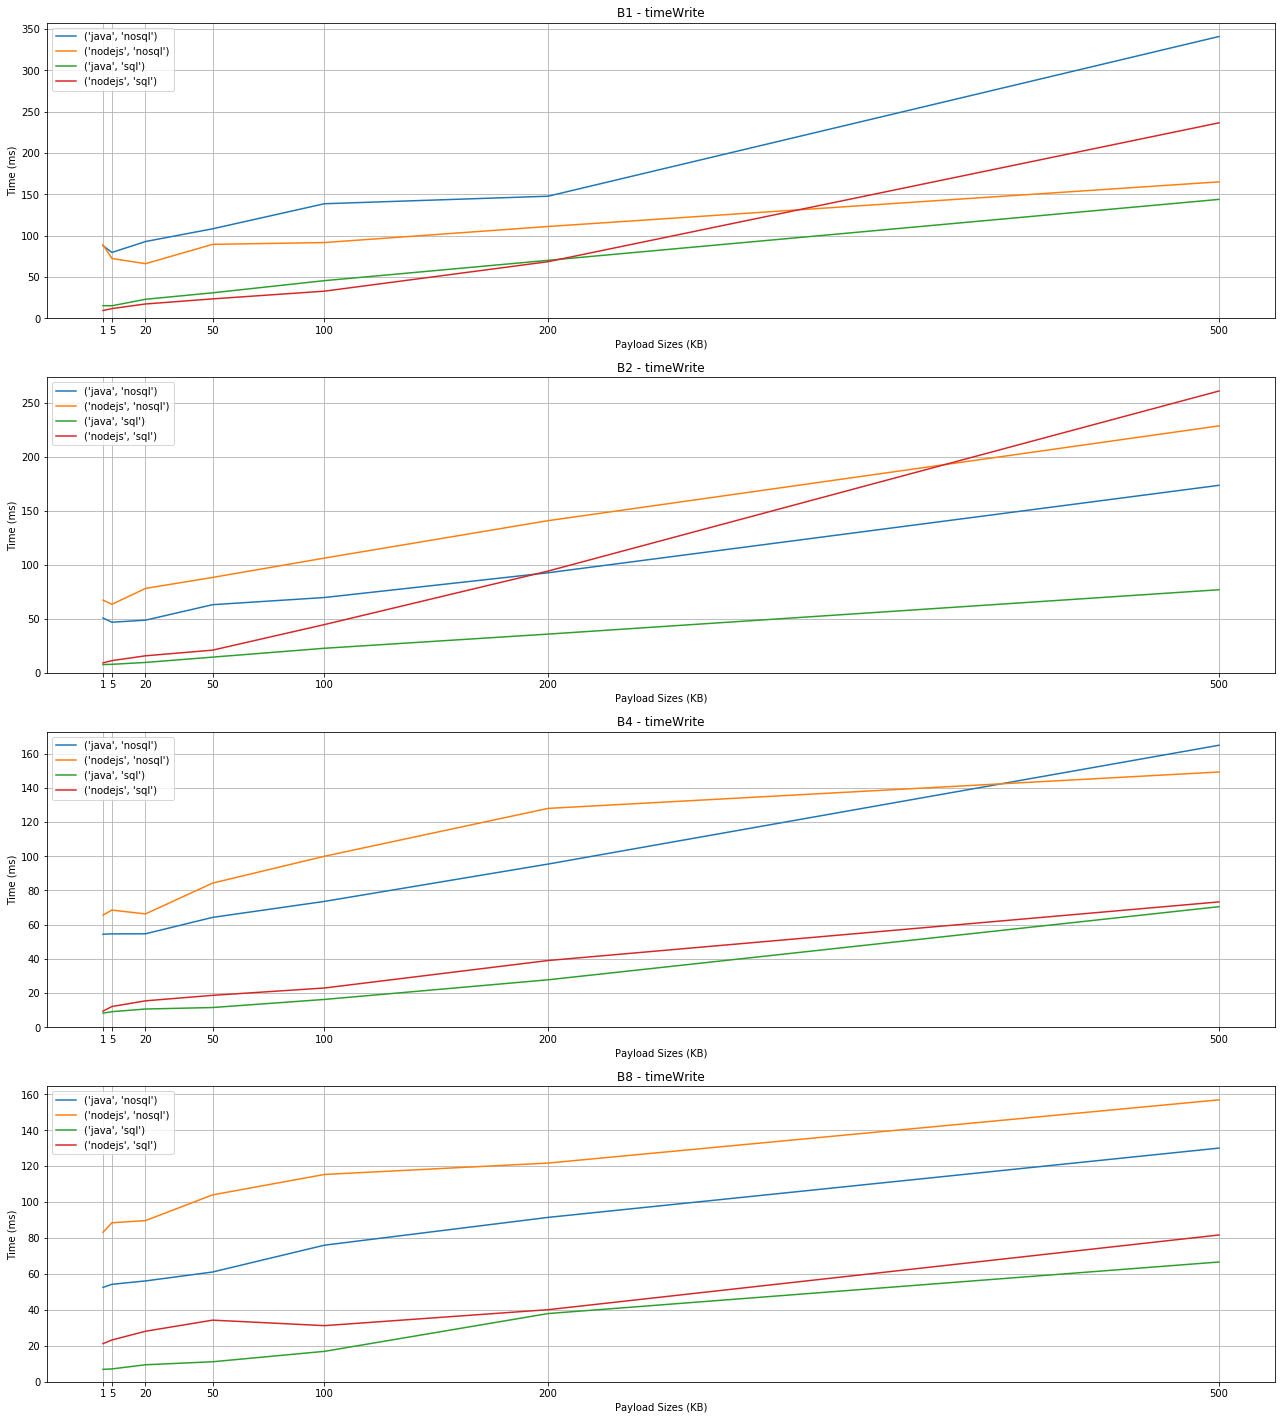 B1 - timeWrite
350
('java', 'nosql')
('nodejs', 'nosql')
('java', 'sql')
('nodejs', 'sql')
300
250
200
150
100
50
0
Time (ms)
1 5 20 50 100 200 500
Payload Sizes (KB)
B2 - timeWrite
('java', 'nosql')
('nodejs', 'nosql')
('java', 'sql')
('nodejs', 'sql')
250
200
150
100
50
0
Time (ms)
1 5 20 50 100 200 500
Payload Sizes (KB)
B4 - timeWrite
('java', 'nosql')
('nodejs', 'nosql')
('java', 'sql')
('nodejs', 'sql')
160
140
120
100
80
60
40
20
0
Time (ms)
1 5 20 50 100 200 500
Payload Sizes (KB)
B8 - timeWrite
('java', 'nosql')
('nodejs', 'nosql')
('java', 'sql')
('nodejs', 'sql')
160
140
120
100
80
60
40
20
0
Time (ms)
1 5 20 50 100 200 500
Payload Sizes (KB)